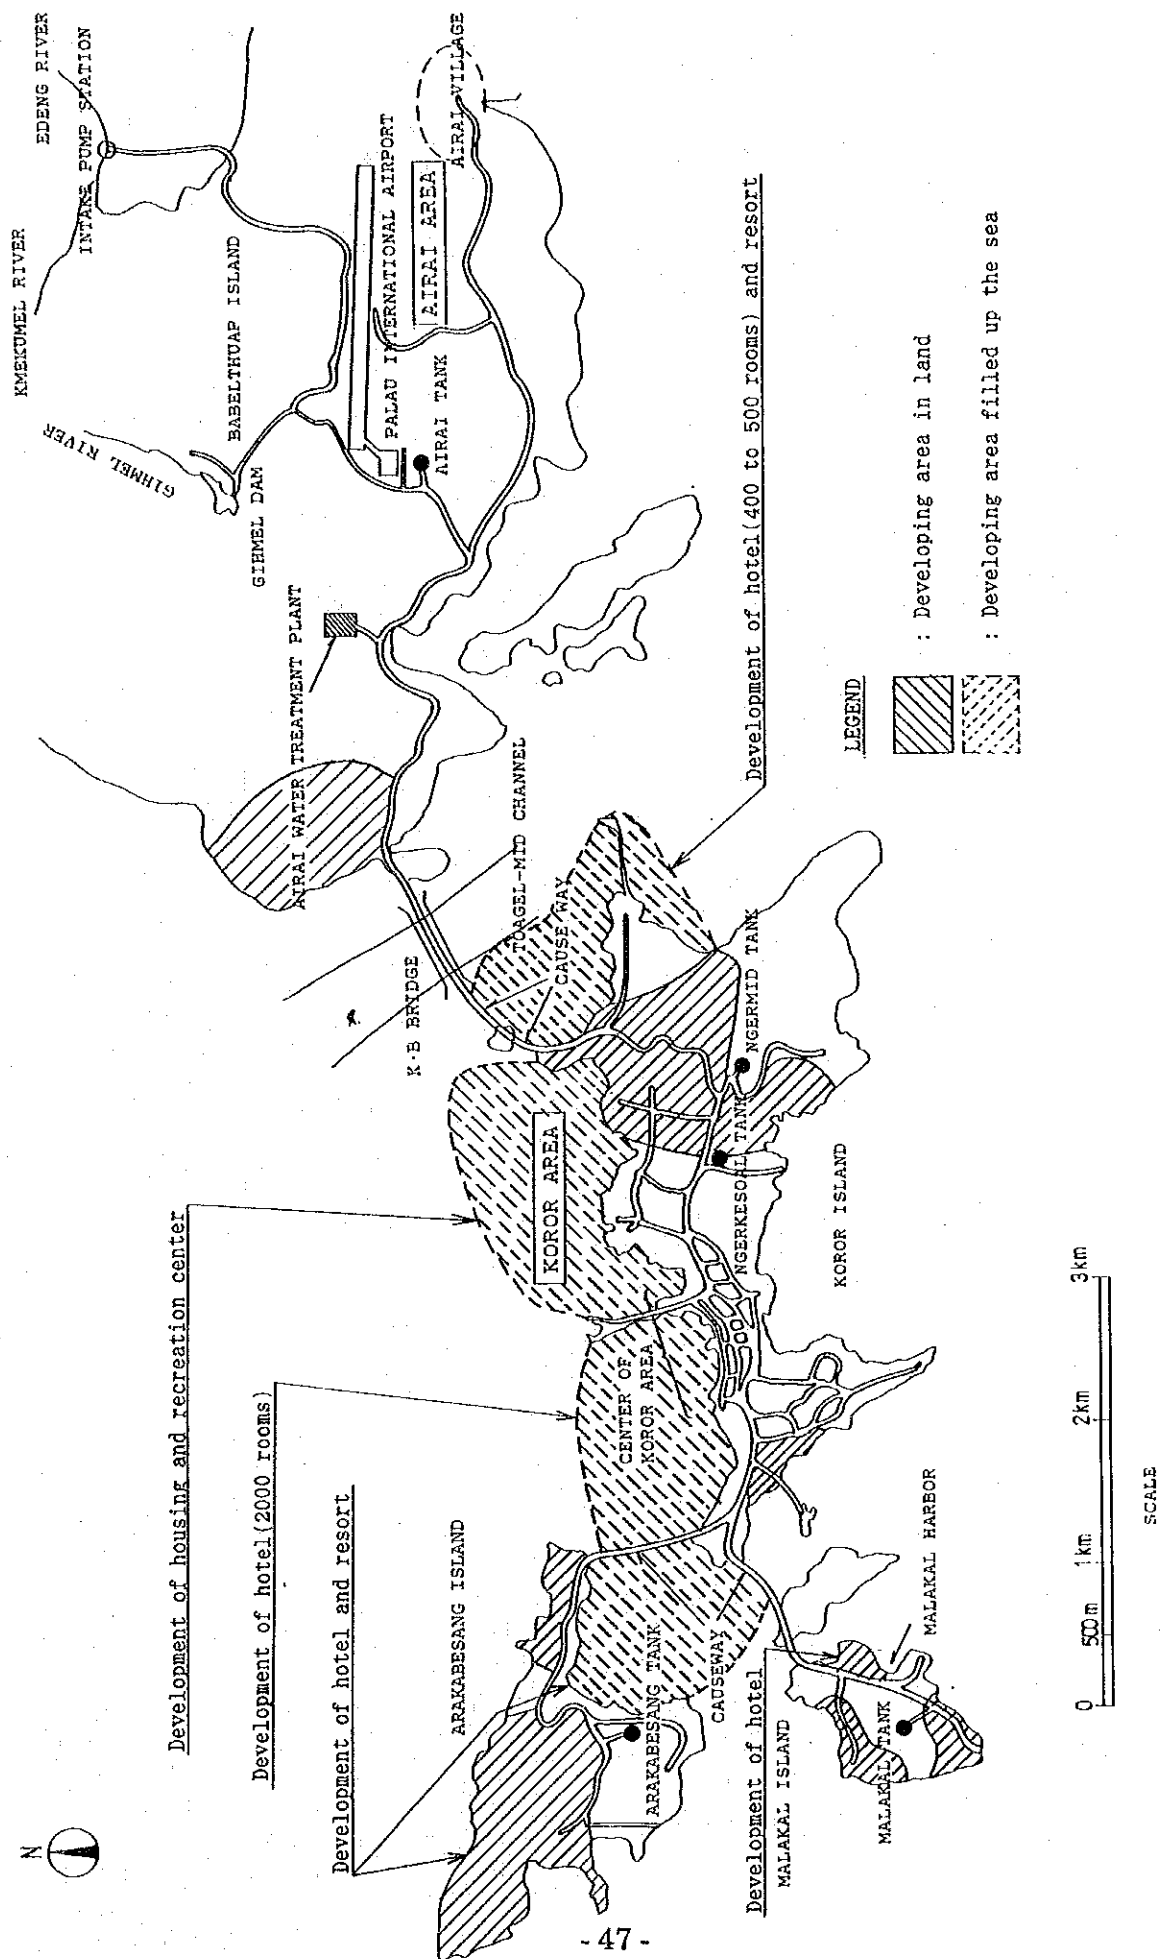 N
KMEKUMEL RIVER
EDENG RIVER
INTAKE PUMP STATION
GIHMEL RIVER
BABELTHUAP ISLAND
GIHMEL DAM
PALAU INTERNATIONAL AIRPORT
AIRAI AREA
AIRAI VILLAGE
AIRAI TANK
AIRAI WATER TREATMENT PLANT
TOAGEL-MID CHANNEL
K·B BRIDGE
CAUSE WAY
Development of housing and recreation center
Development of hotel(2000 rooms)
Development of hotel and resort
Development of hotel(400 to 500 rooms) and resort
KOROR AREA
CENTER OF
KOROR AREA
NGERMID TANK
NGERKESOAL TANK
KOROR ISLAND
ARAKABESANG ISLAND
ARAKABESANG TANK
CAUSEWAY
Development of hotel
MALAKAL ISLAND
MALAKAL TANK
MALAKAL HARBOR
LEGEND
: Developing area in land
: Developing area filled up the sea
0 500m 1km 2km 3km
SCALE
- 47 -